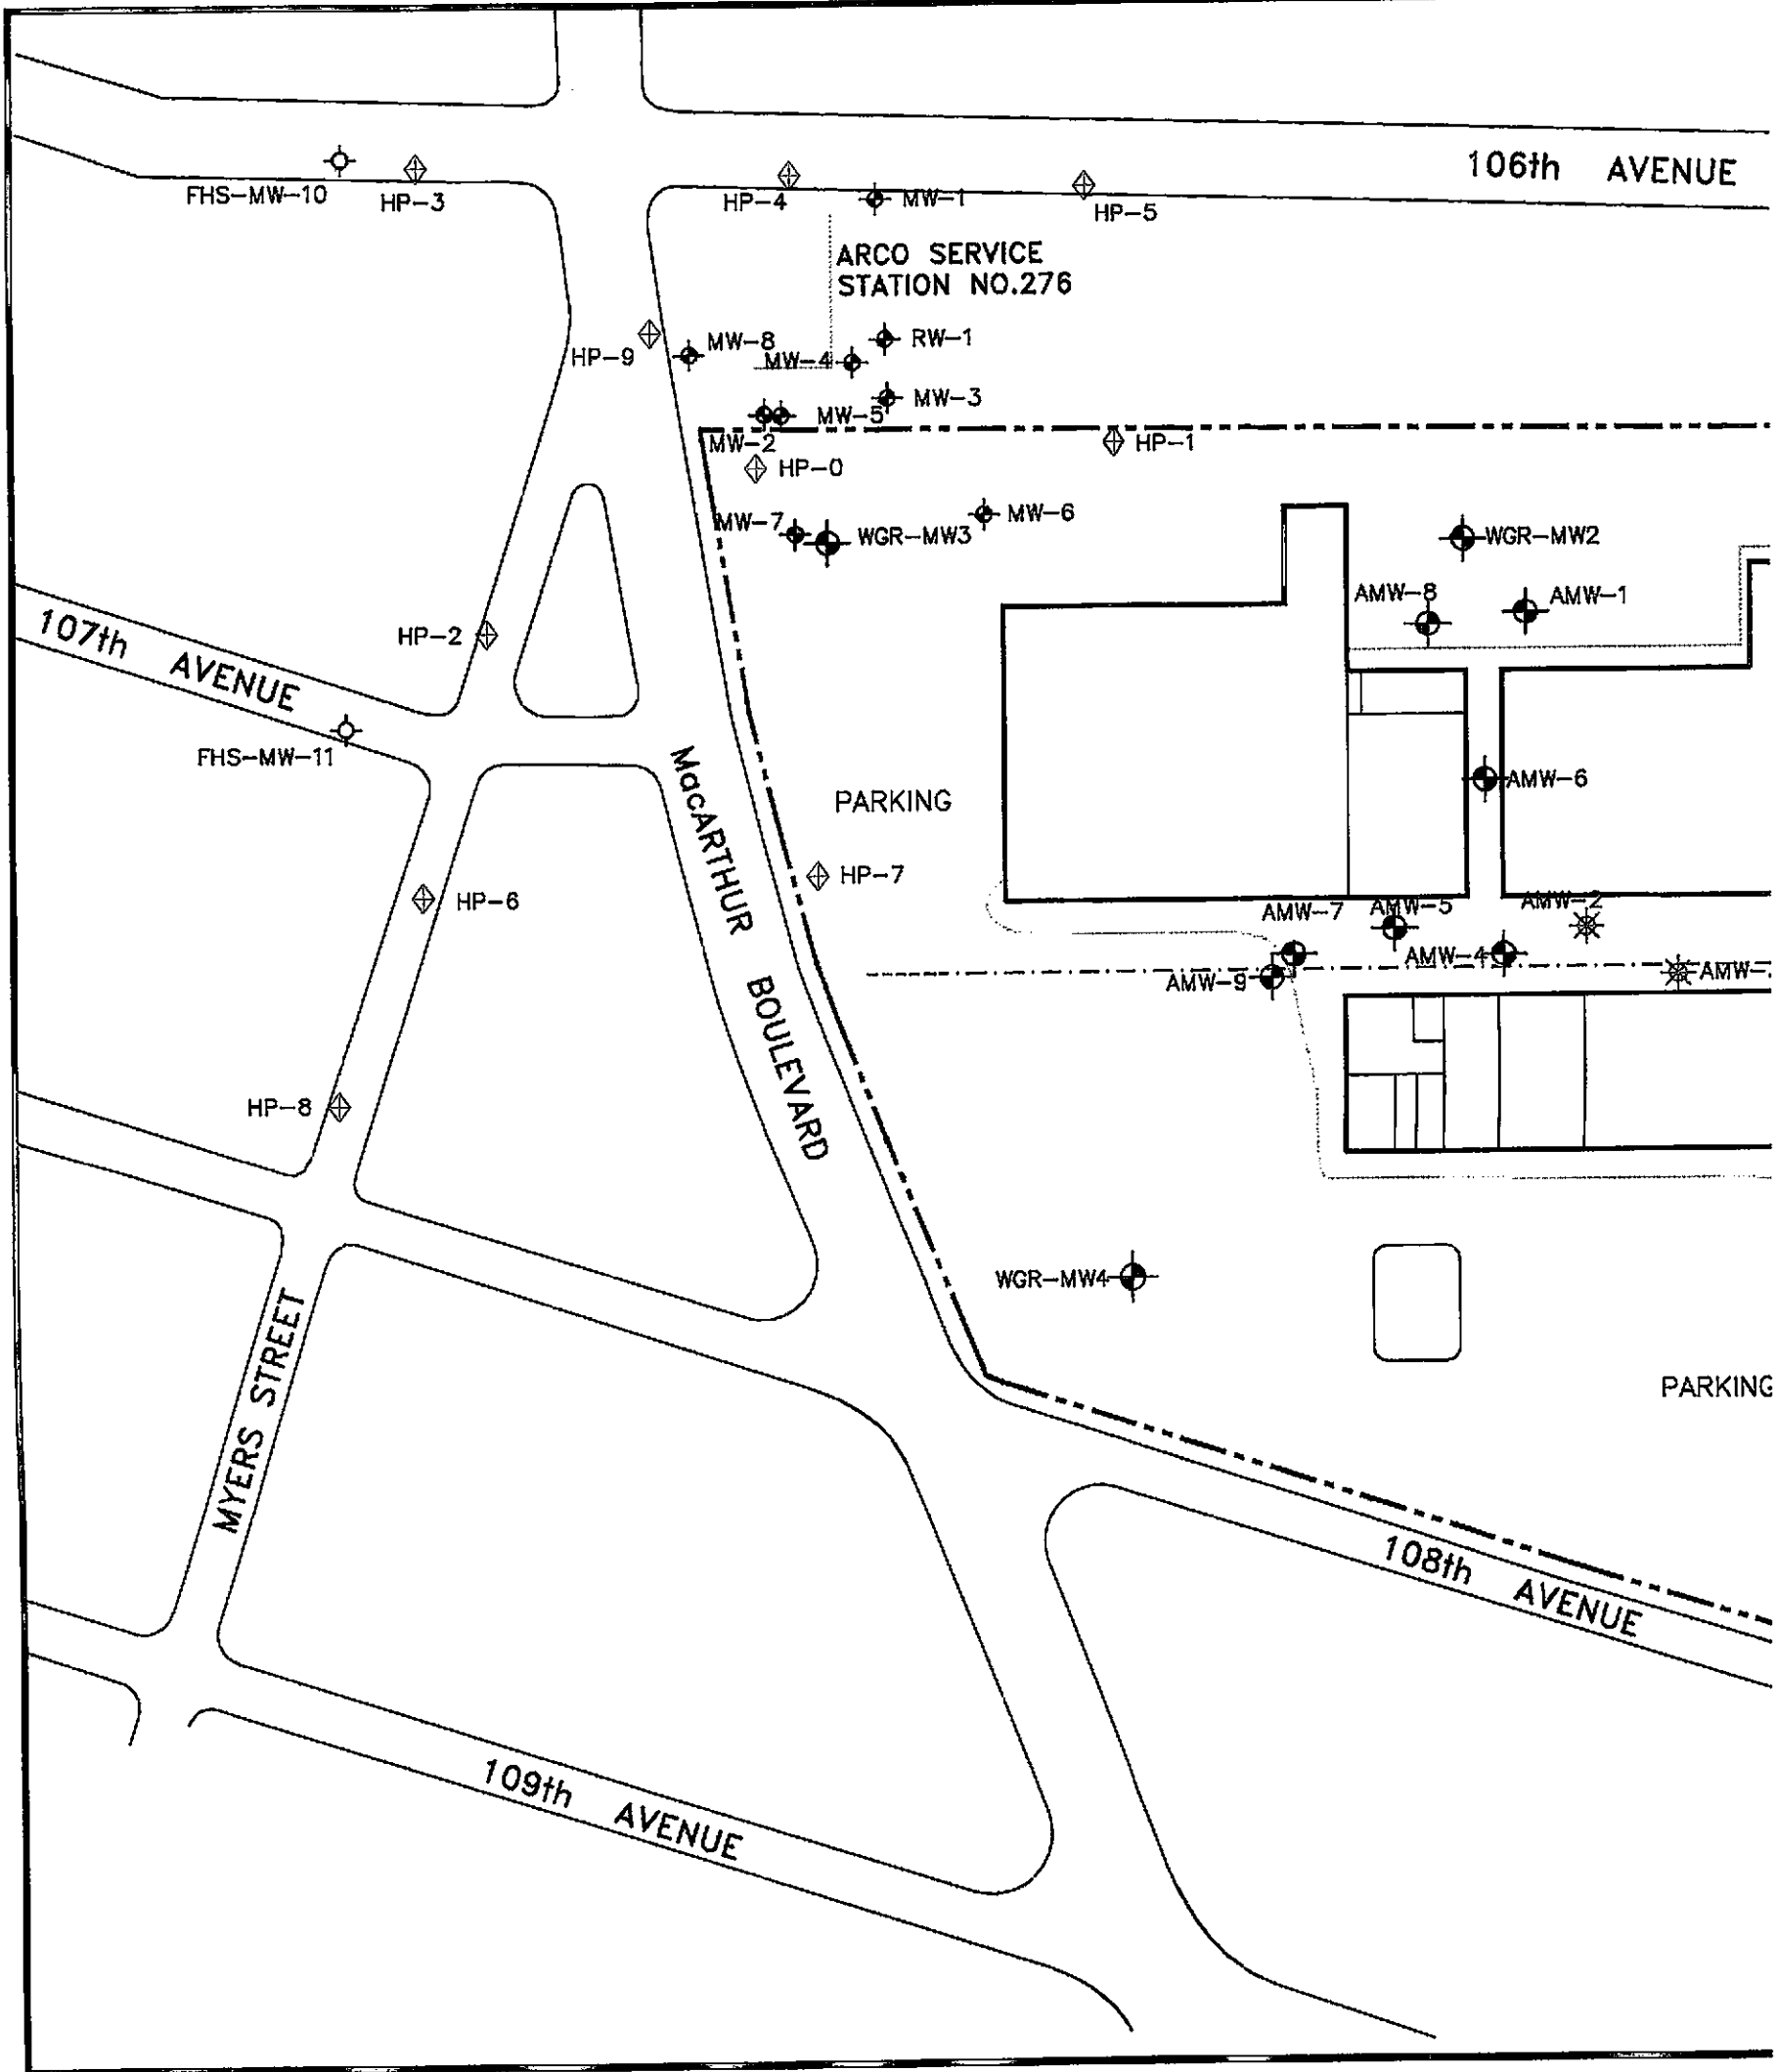 106th AVENUE
FHS-MW-10
HP-3
HP-4
MW-1
HP-5
ARCO SERVICE
STATION NO.276
HP-9
MW-8
MW-4
RW-1
MW-3
MW-5
MW-2
HP-0
HP-1
MW-7
WGR-MW3
MW-6
WGR-MW2
AMW-8
AMW-1
107th AVENUE
HP-2
FHS-MW-11
MacARTHUR BOULEVARD
PARKING
AMW-6
HP-7
HP-6
AMW-7
AMW-5
AMW-2
AMW-4
AMW-9
HP-8
WGR-MW4
MYERS STREET
PARKING
108th AVENUE
109th AVENUE